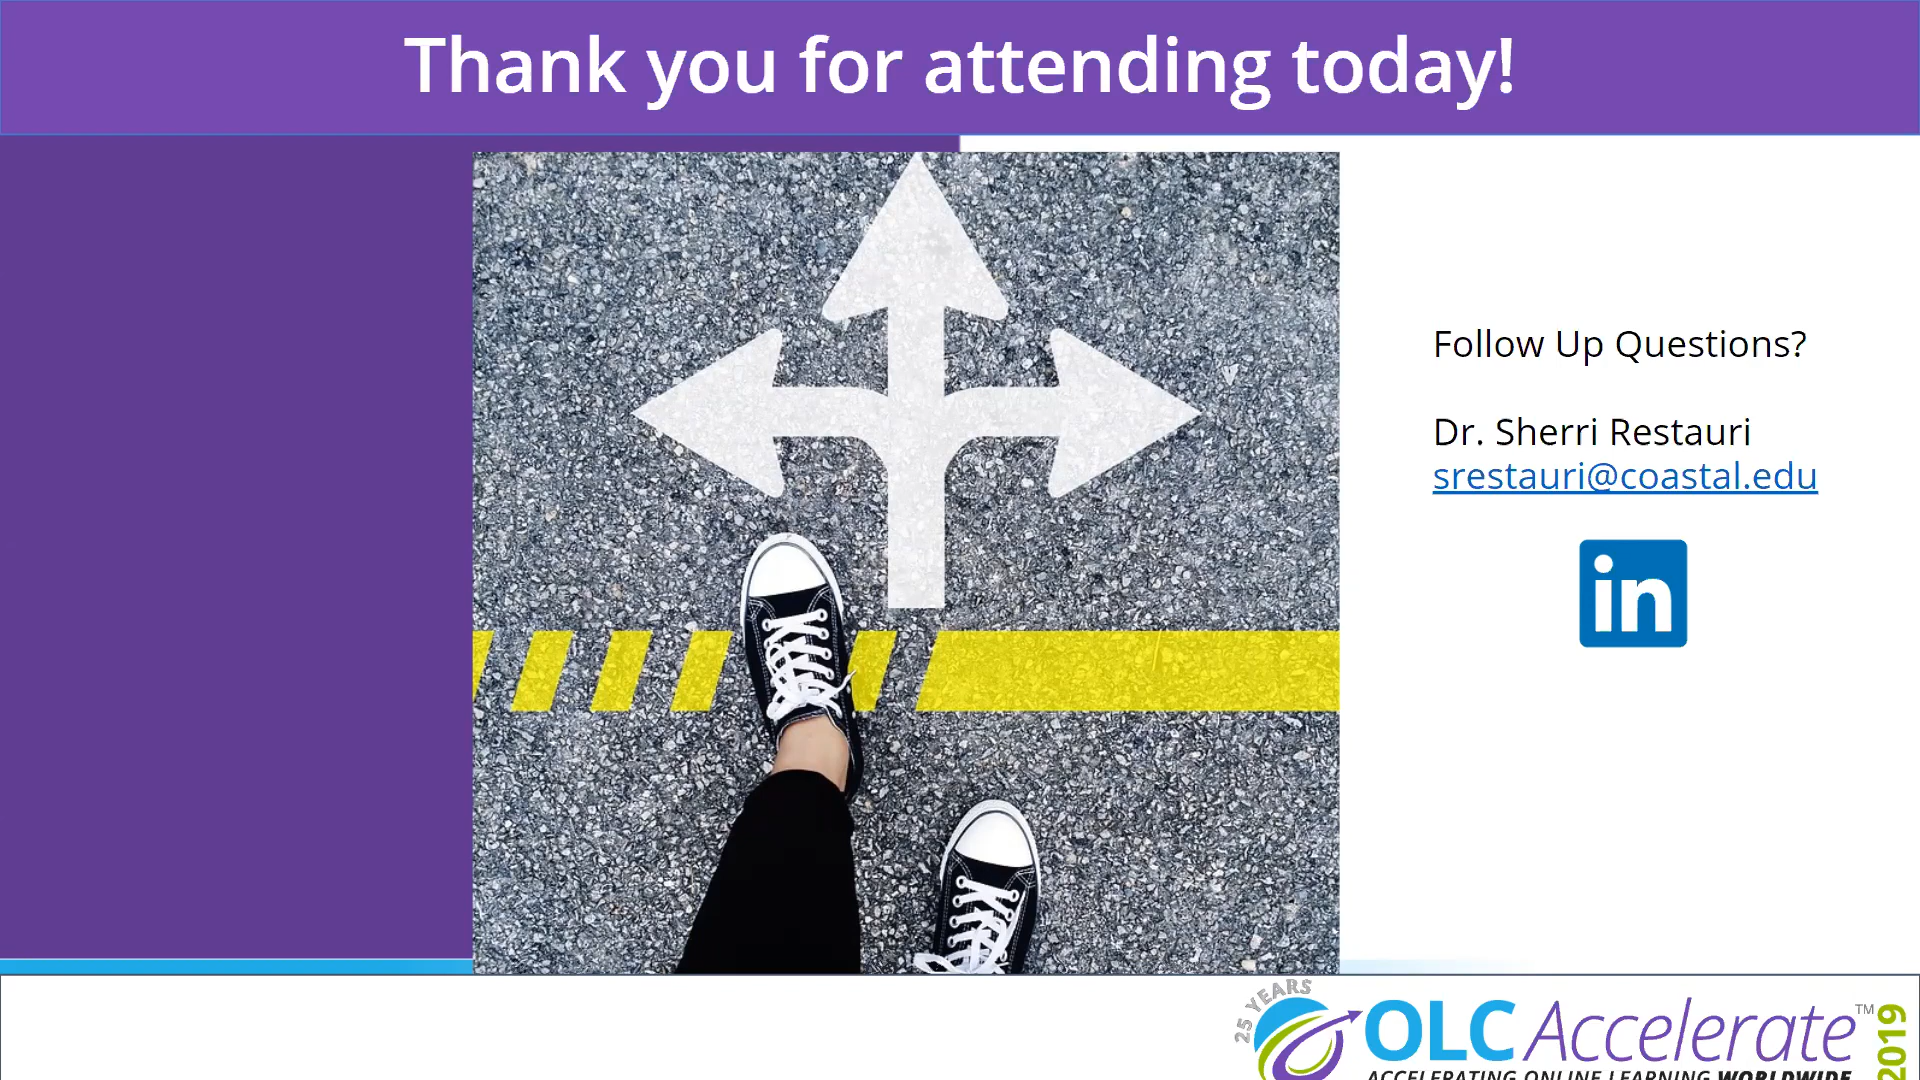 Thank you for attending today!
Follow Up Questions?
Dr. Sherri Restauri
srestauri@coastal.edu
in
25 YEARS
OLC Accelerate™
2019
ACCELERATING ONLINE LEARNING WORLDWIDE